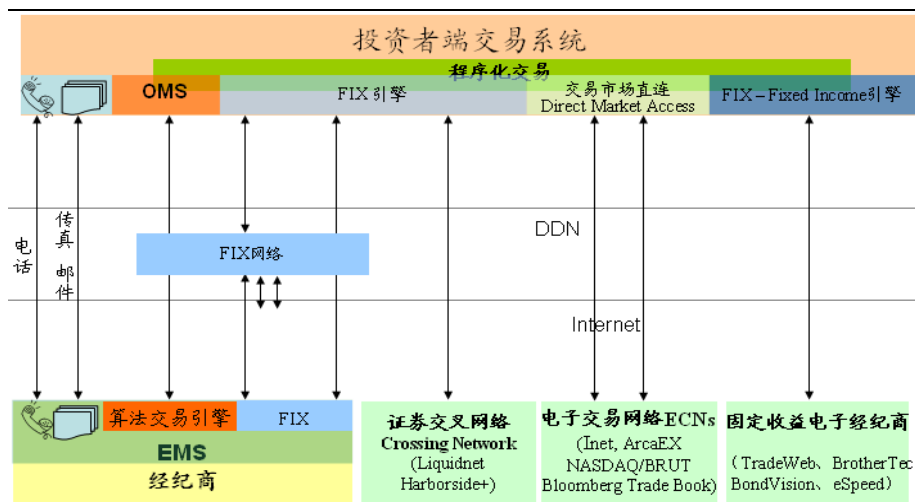 投资者端交易系统
程序化交易
OMS
FIX 引擎
交易市场直连
Direct Market Access
FIX-Fixed Income引擎
电话
传真 邮件
DDN
FIX网络
Internet
算法交易引擎
FIX
EMS
经纪商
证券交叉网络
Crossing Network
(Liquidnet
Harborside+)
电子交易网络ECNs
(Inet, ArcaEX
NASDAQ/BRUT
Bloomberg Trade Book)
固定收益电子经纪商
（TradeWeb、BrotherTec
BondVision、eSpeed）